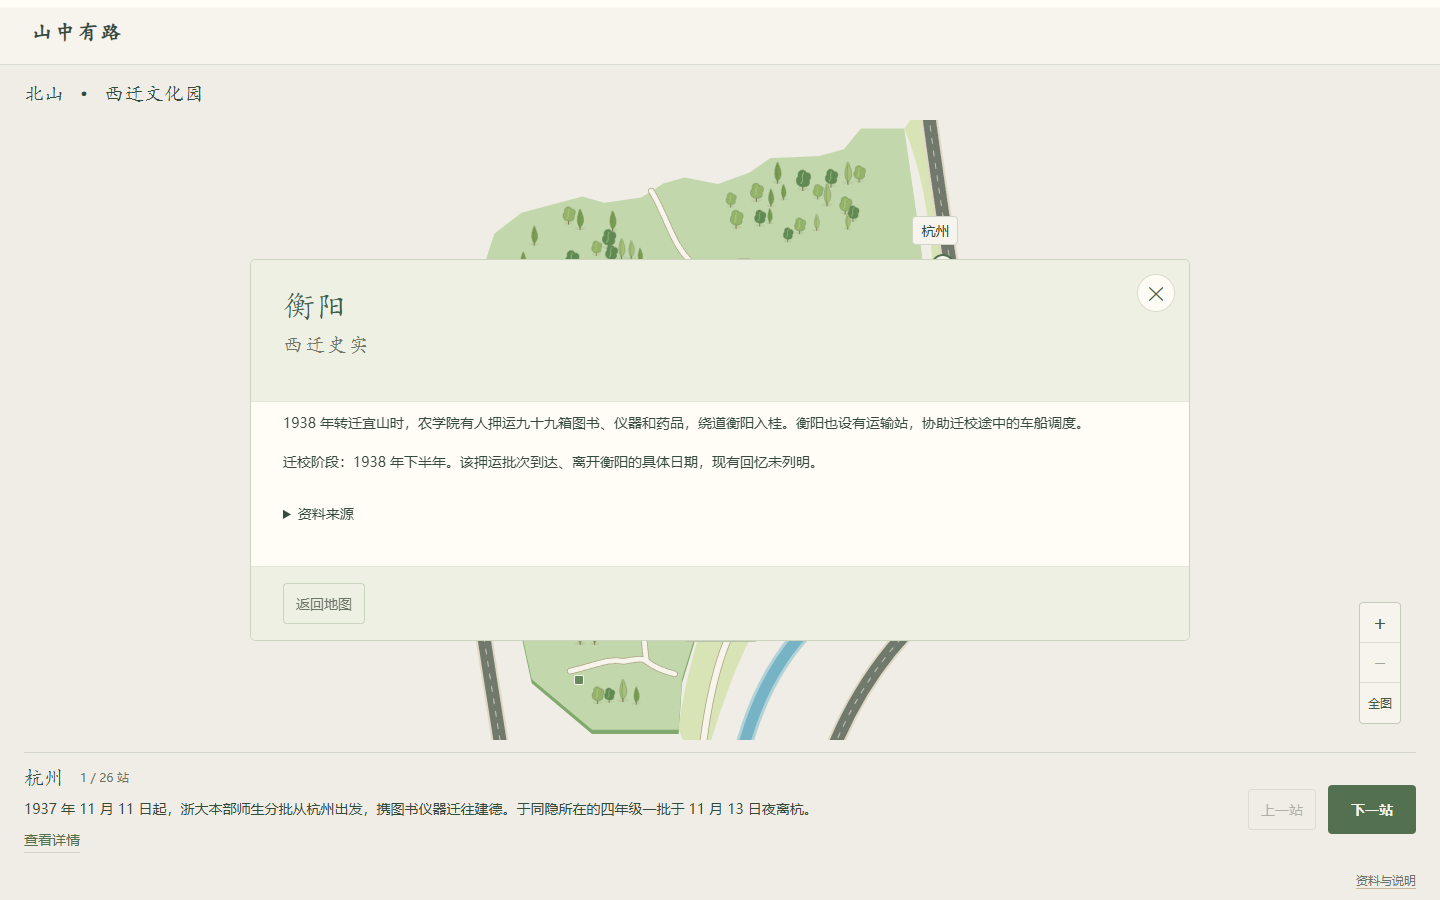 山中有路
北山 • 西迁文化园
杭州
衡阳
西迁史实
1938 年转迁宜山时，农学院有人押运九十九箱图书、仪器和药品，绕道衡阳入桂。衡阳也设有运输站，协助迁校途中的车船调度。
迁校阶段：1938 年下半年。该押运批次到达、离开衡阳的具体日期，现有回忆未列明。
▶ 资料来源
返回地图
+
−
全图
杭州 1 / 26 站
1937 年 11 月 11 日起，浙大本部师生分批从杭州出发，携图书仪器迁往建德。于同隐所在的四年级一批于 11 月 13 日夜离杭。
查看详情
上一站 下一站
资料与说明